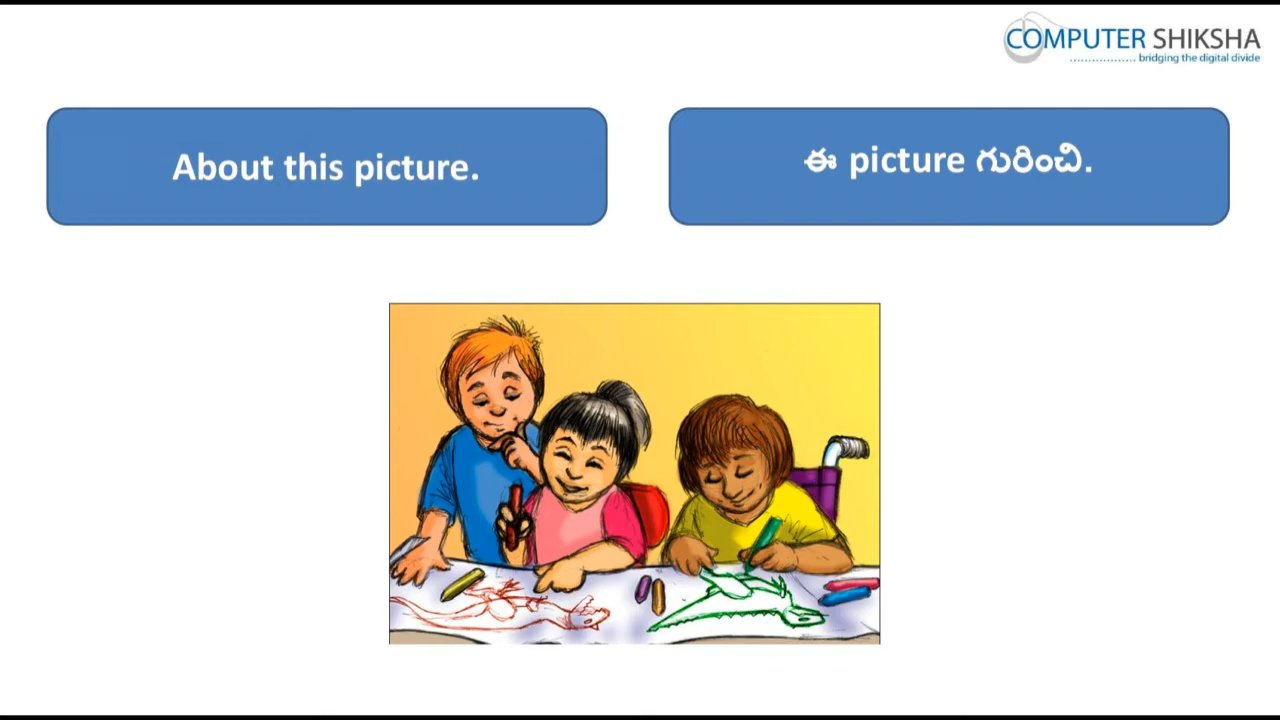 COMPUTER SHIKSHA
bridging the digital divide
About this picture.
ఈ picture గురించి.